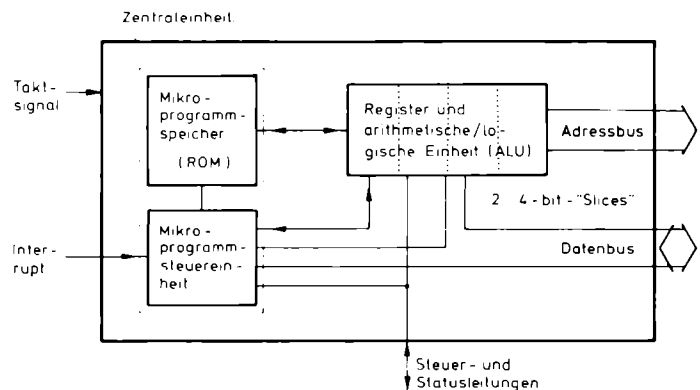 Zentraleinheit
Takt-
signal
Mikro-
programm-
speicher
(ROM)
Register und
arithmetische/lo-
gische Einheit (ALU)
Adressbus
2 4-bit-"Slices"
Inter-
rupt
Mikro-
programm-
steuerein-
heit
Datenbus
Steuer- und
Statusleitungen